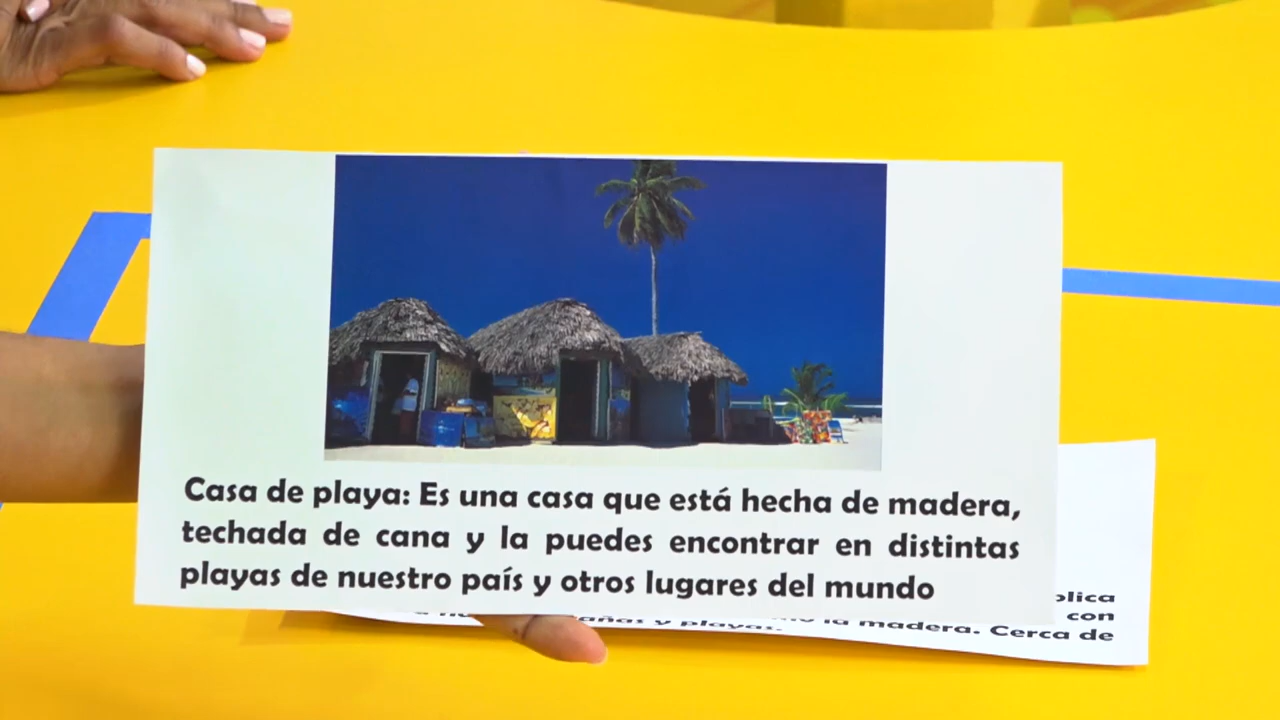 Casa de playa: Es una casa que está hecha de madera,
techada de cana y la puedes encontrar en distintas
playas de nuestro país y otros lugares del mundo
con
y playas.
la madera. Cerca de